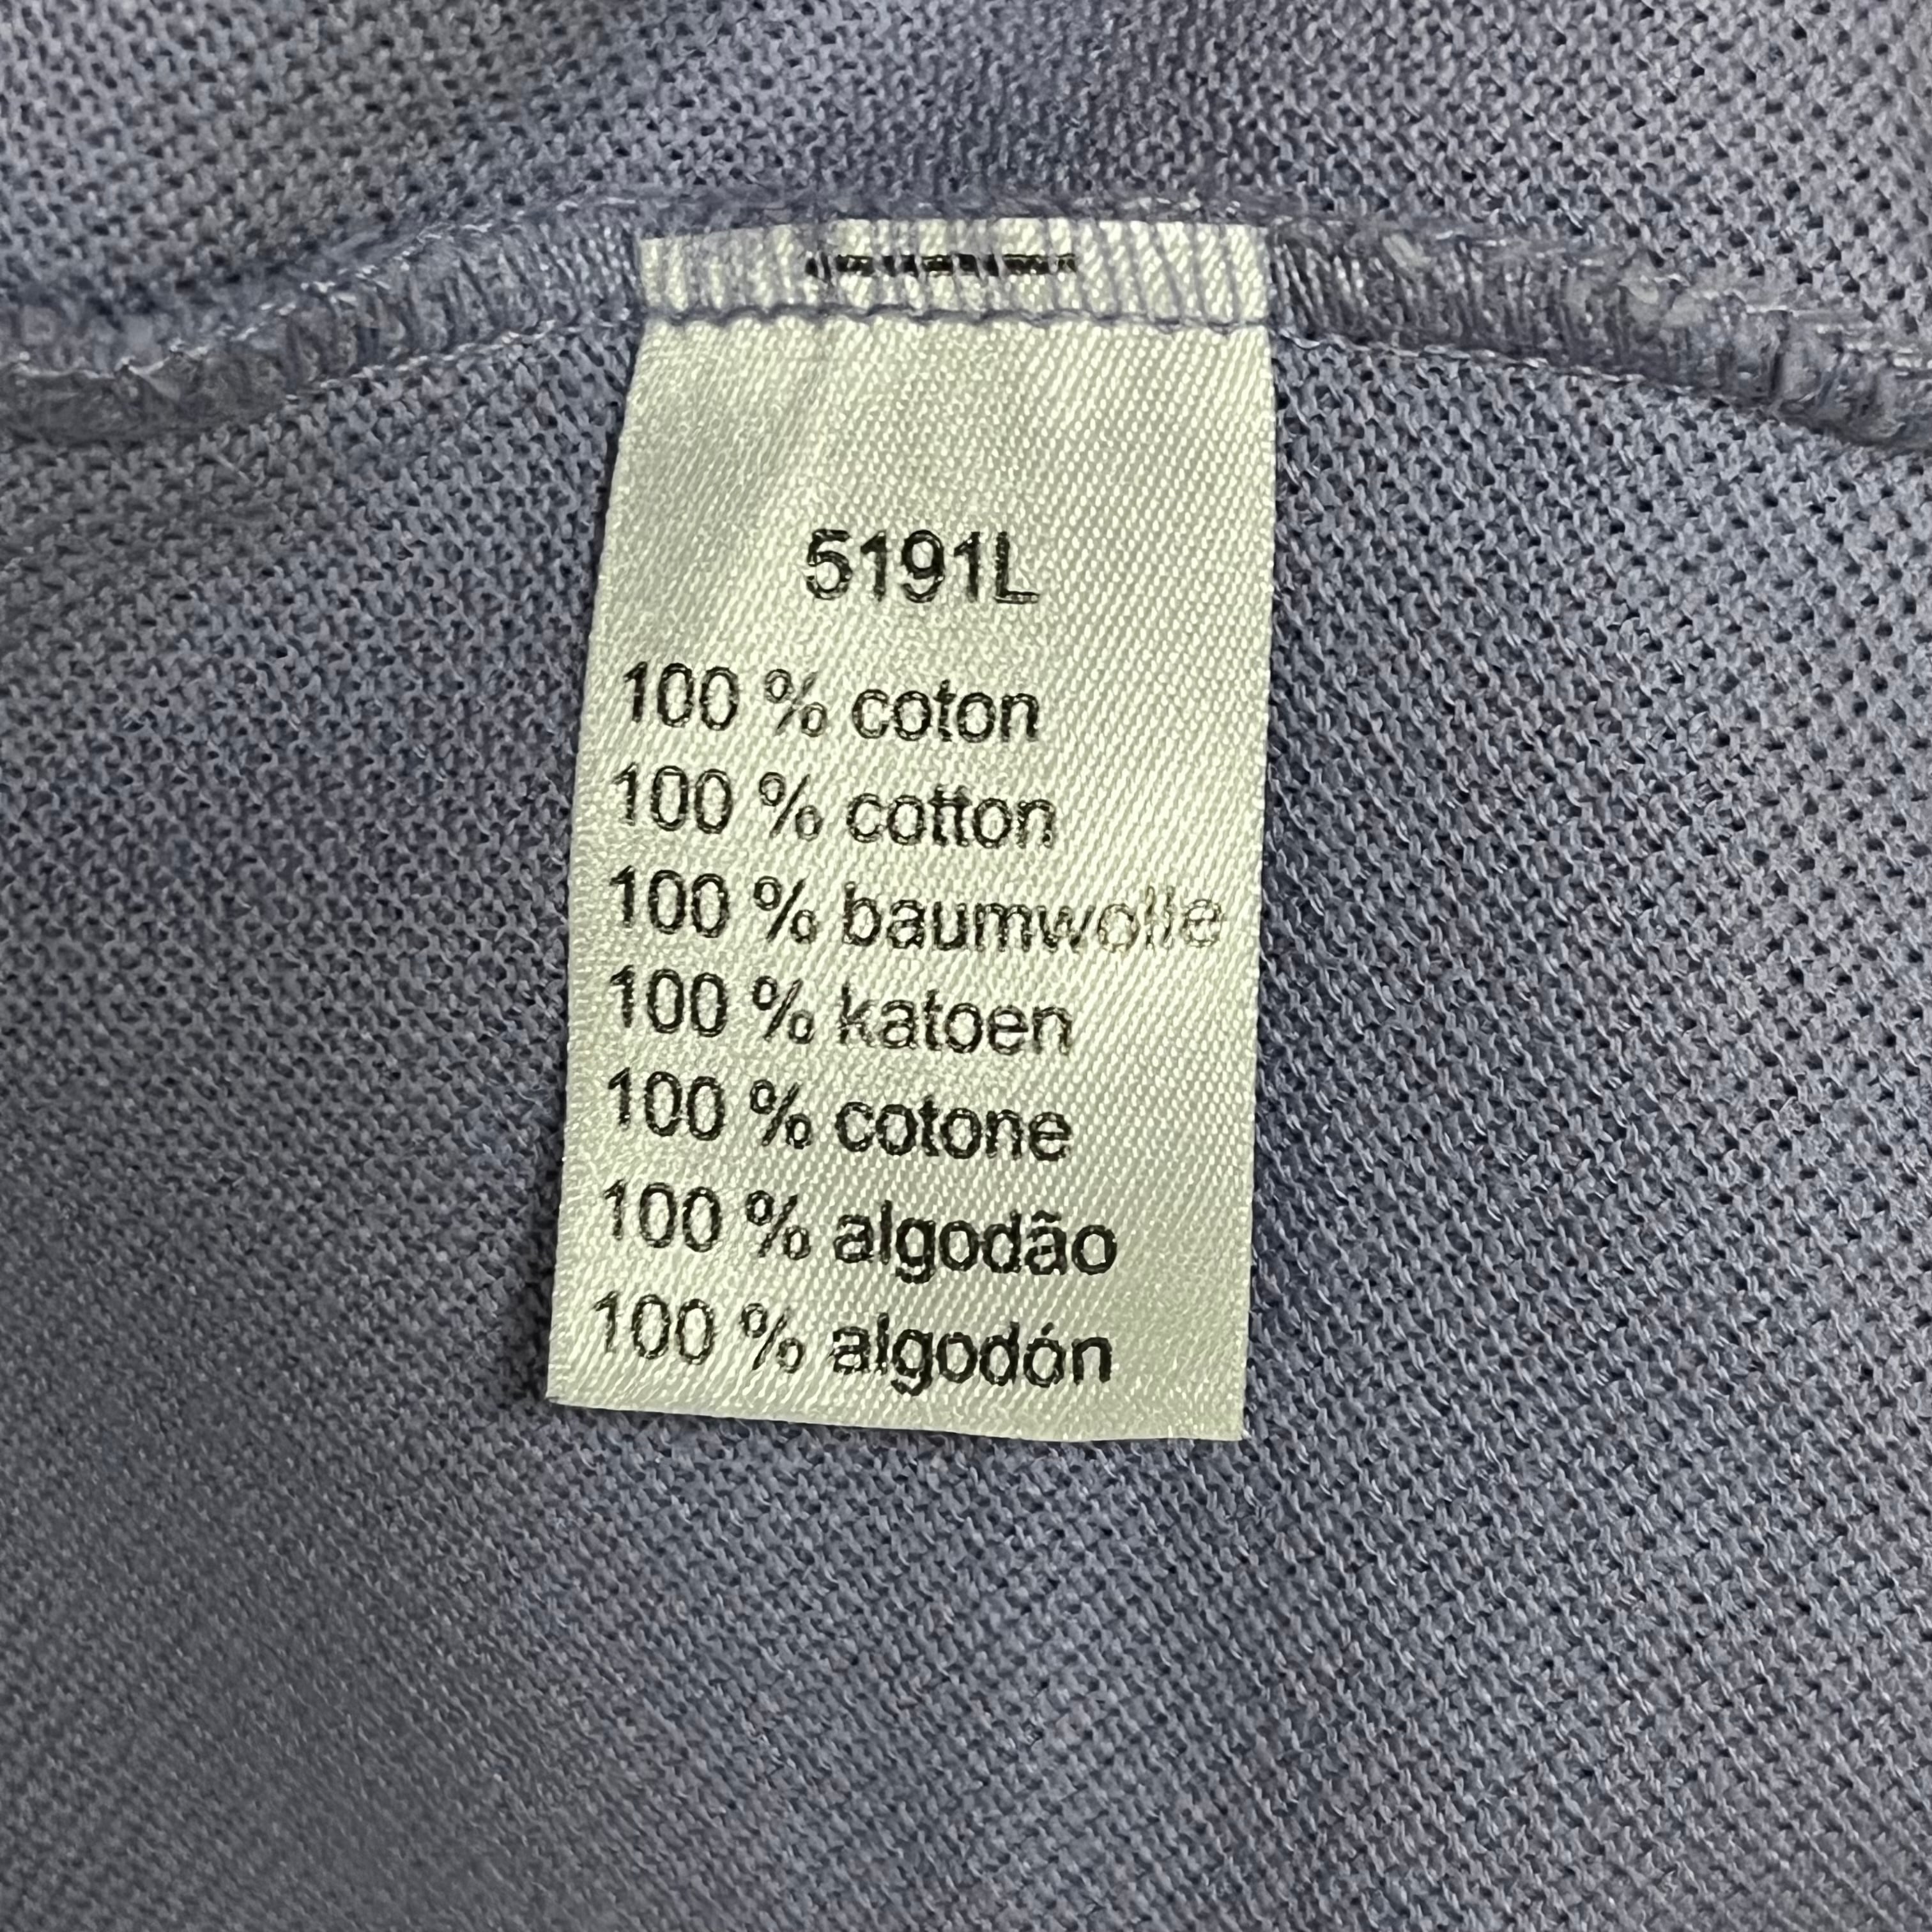 5191L
100 % coton
100 % cotton
100 % baumwolle
100 % katoen
100 % cotone
100 % algodão
100 % algodón